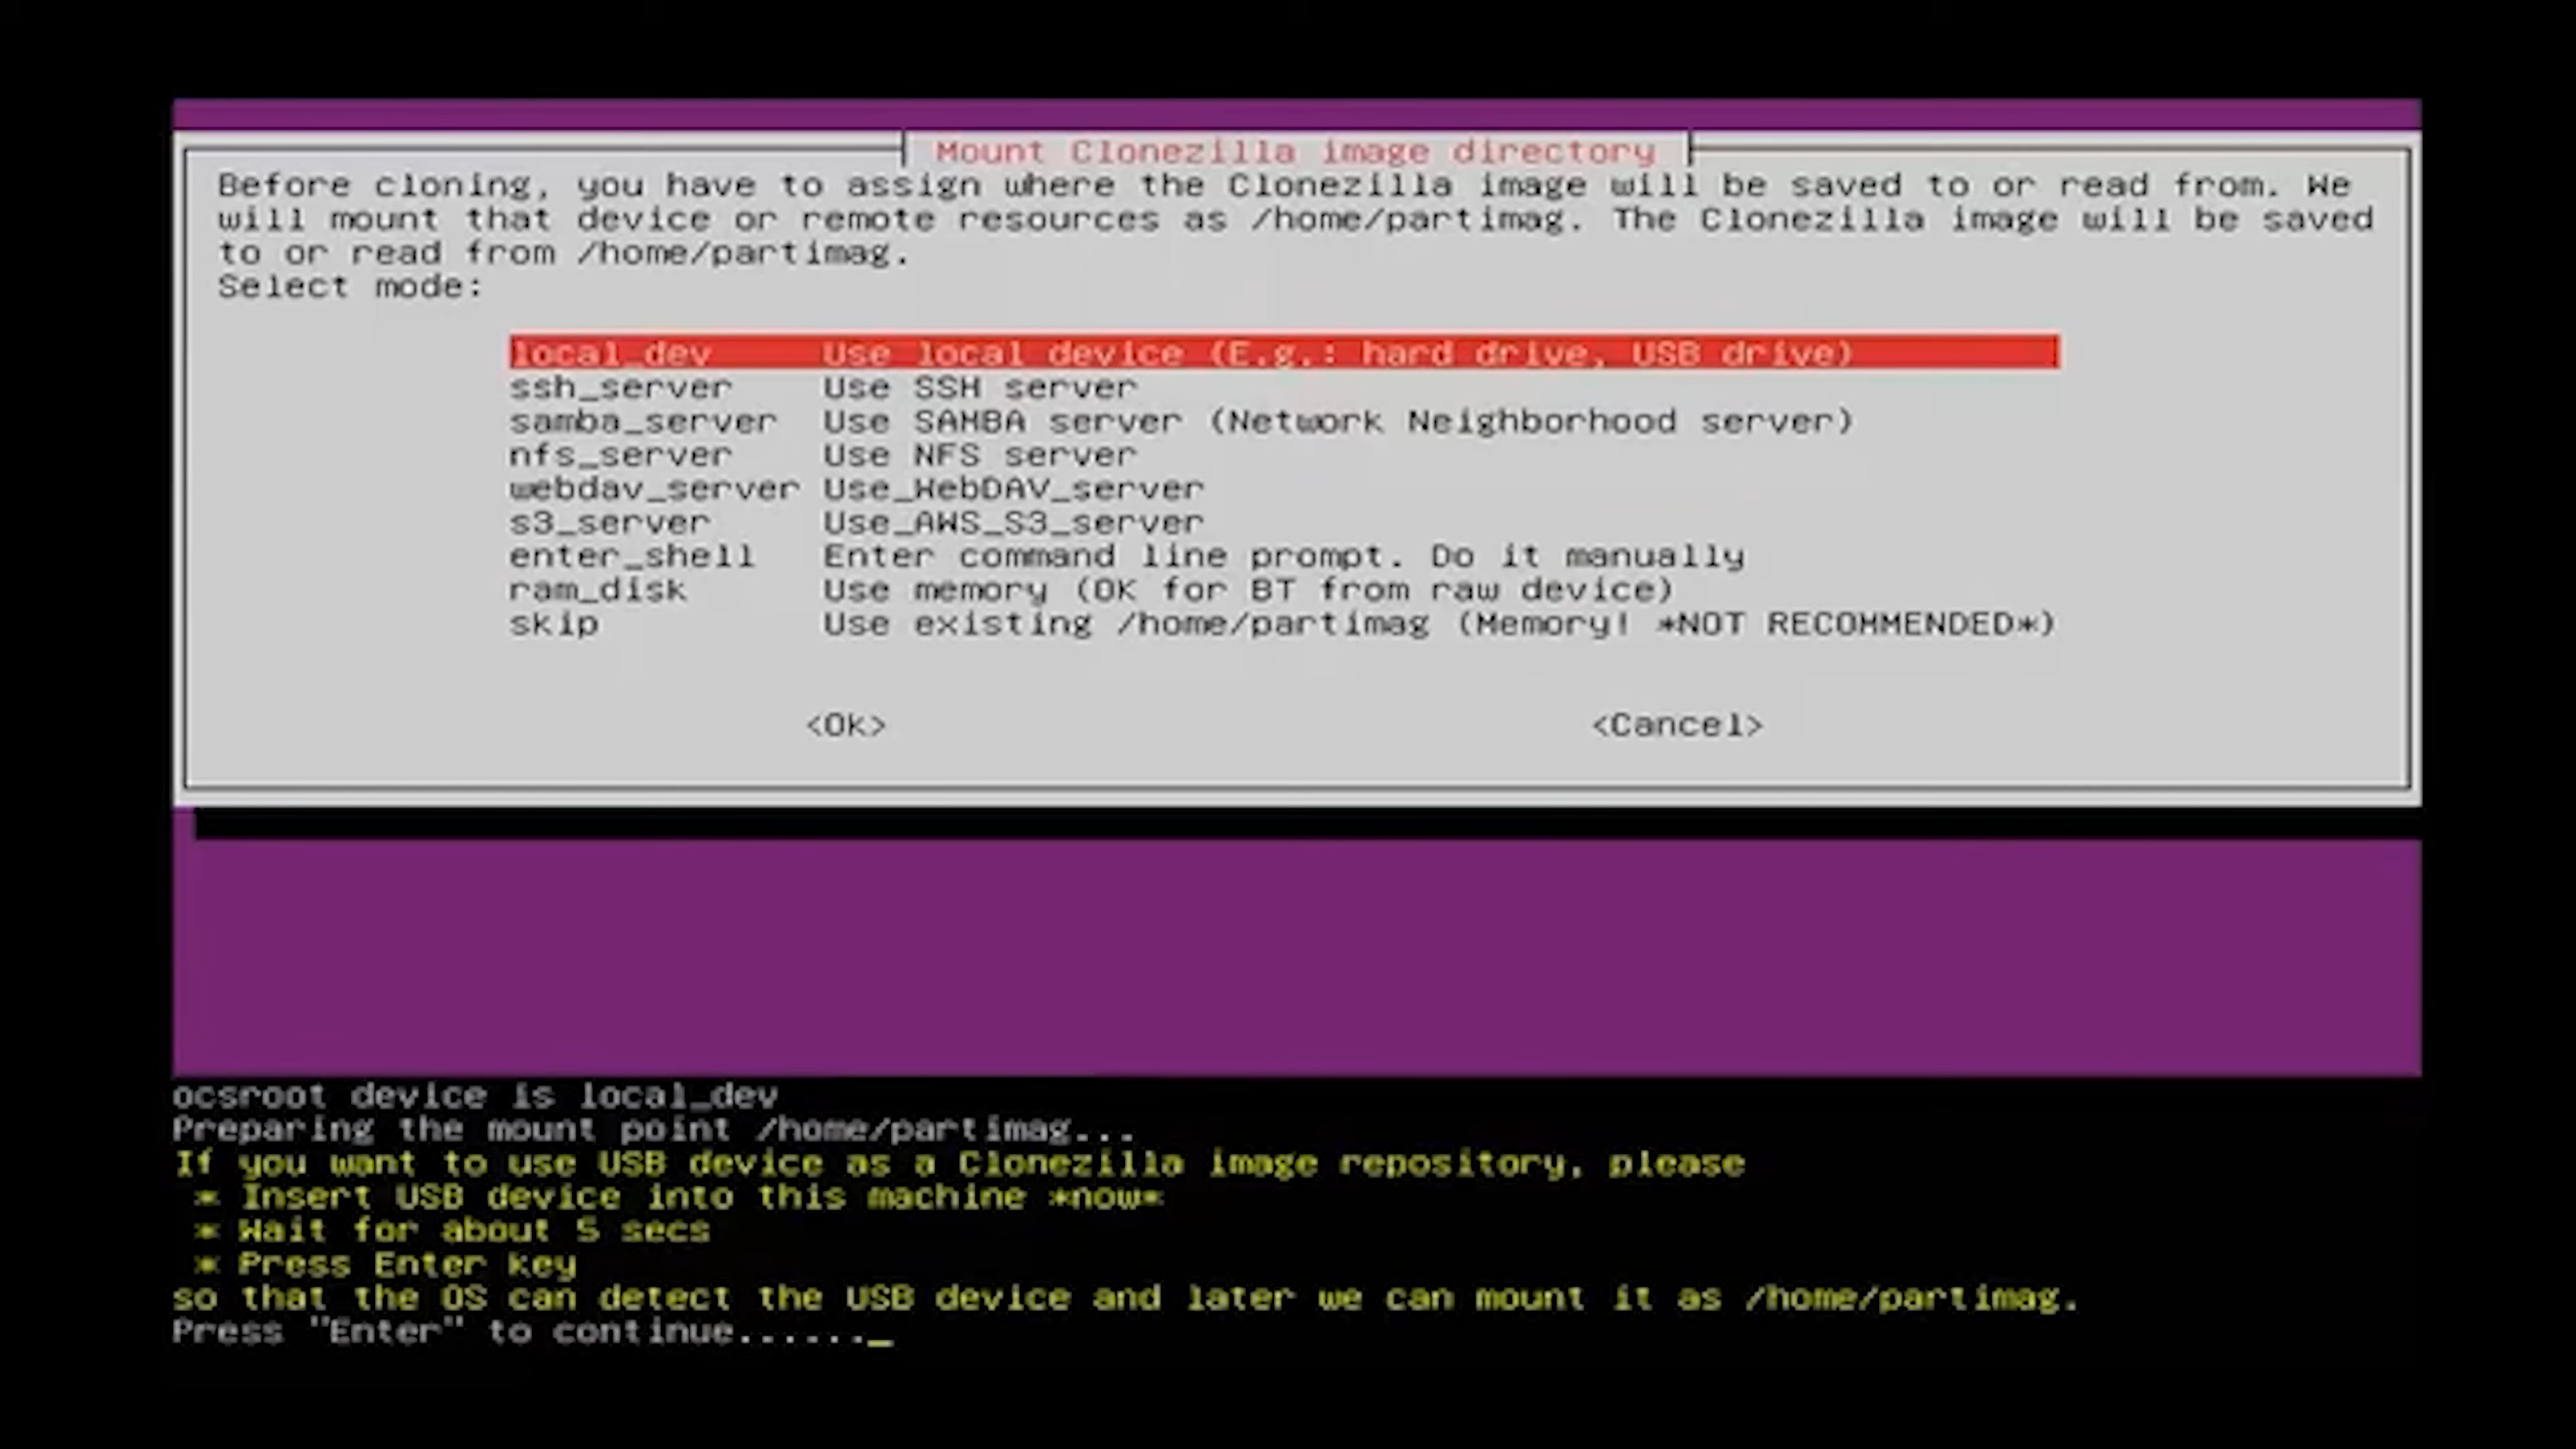 Mount Clonezilla image directory
Before cloning, you have to assign where the Clonezilla image will be saved to or read from. We
will mount that device or remote resources as /home/partimag. The Clonezilla image will be saved
to or read from /home/partimag.
Select mode:
local_dev Use local device (E.g.: hard drive, USB drive)
ssh_server Use SSH server
samba_server Use SAMBA server (Network Neighborhood server)
nfs_server Use NFS server
webdav_server Use_WebDAV_server
s3_server Use_AWS_S3_server
enter_shell Enter command line prompt. Do it manually
ram_disk Use memory (OK for BT from raw device)
skip Use existing /home/partimag (Memory! *NOT RECOMMENDED*)
<Ok> <Cancel>
ocsroot device is local_dev
Preparing the mount point /home/partimag...
If you want to use USB device as a Clonezilla image repository, please
* Insert USB device into this machine *now*
* Wait for about 5 secs
* Press Enter key
so that the OS can detect the USB device and later we can mount it as /home/partimag.
Press "Enter" to continue......_